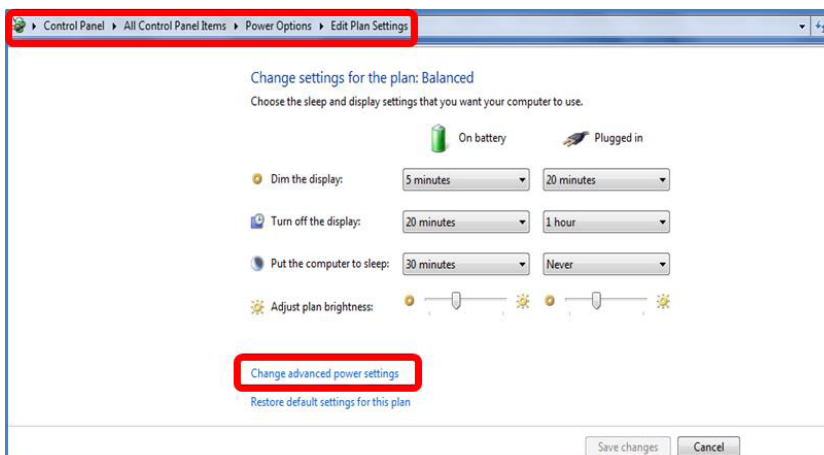 Control Panel ▸ All Control Panel Items ▸ Power Options ▸ Edit Plan Settings
Change settings for the plan: Balanced
Choose the sleep and display settings that you want your computer to use.
On battery Plugged in
Dim the display: 5 minutes 20 minutes
Turn off the display: 20 minutes 1 hour
Put the computer to sleep: 30 minutes Never
Adjust plan brightness:
Change advanced power settings
Restore default settings for this plan
Save changes Cancel